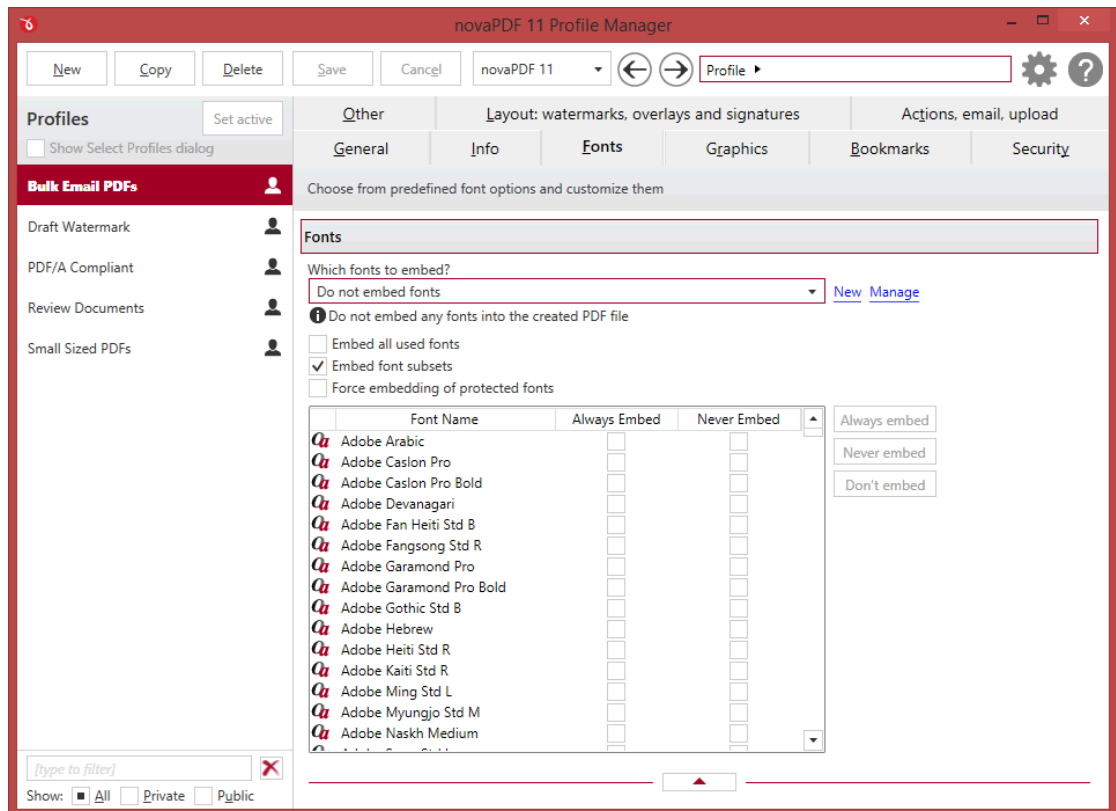 novaPDF 11 Profile Manager
New Copy Delete Save Cancel novaPDF 11 Profile
Profiles Set active
Show Select Profiles dialog
Other Layout: watermarks, overlays and signatures Actions, email, upload
General Info Fonts Graphics Bookmarks Security
Bulk Email PDFs
Draft Watermark
PDF/A Compliant
Review Documents
Small Sized PDFs
Choose from predefined font options and customize them
Fonts
Which fonts to embed?
Do not embed fonts New Manage
Do not embed any fonts into the created PDF file
Embed all used fonts
Embed font subsets
Force embedding of protected fonts
Font Name Always Embed Never Embed
Adobe Arabic
Adobe Caslon Pro
Adobe Caslon Pro Bold
Adobe Devanagari
Adobe Fan Heiti Std B
Adobe Fangsong Std R
Adobe Garamond Pro
Adobe Garamond Pro Bold
Adobe Gothic Std B
Adobe Hebrew
Adobe Heiti Std R
Adobe Kaiti Std R
Adobe Ming Std L
Adobe Myungjo Std M
Adobe Naskh Medium
Always embed
Never embed
Don't embed
[type to filter]
Show: All Private Public